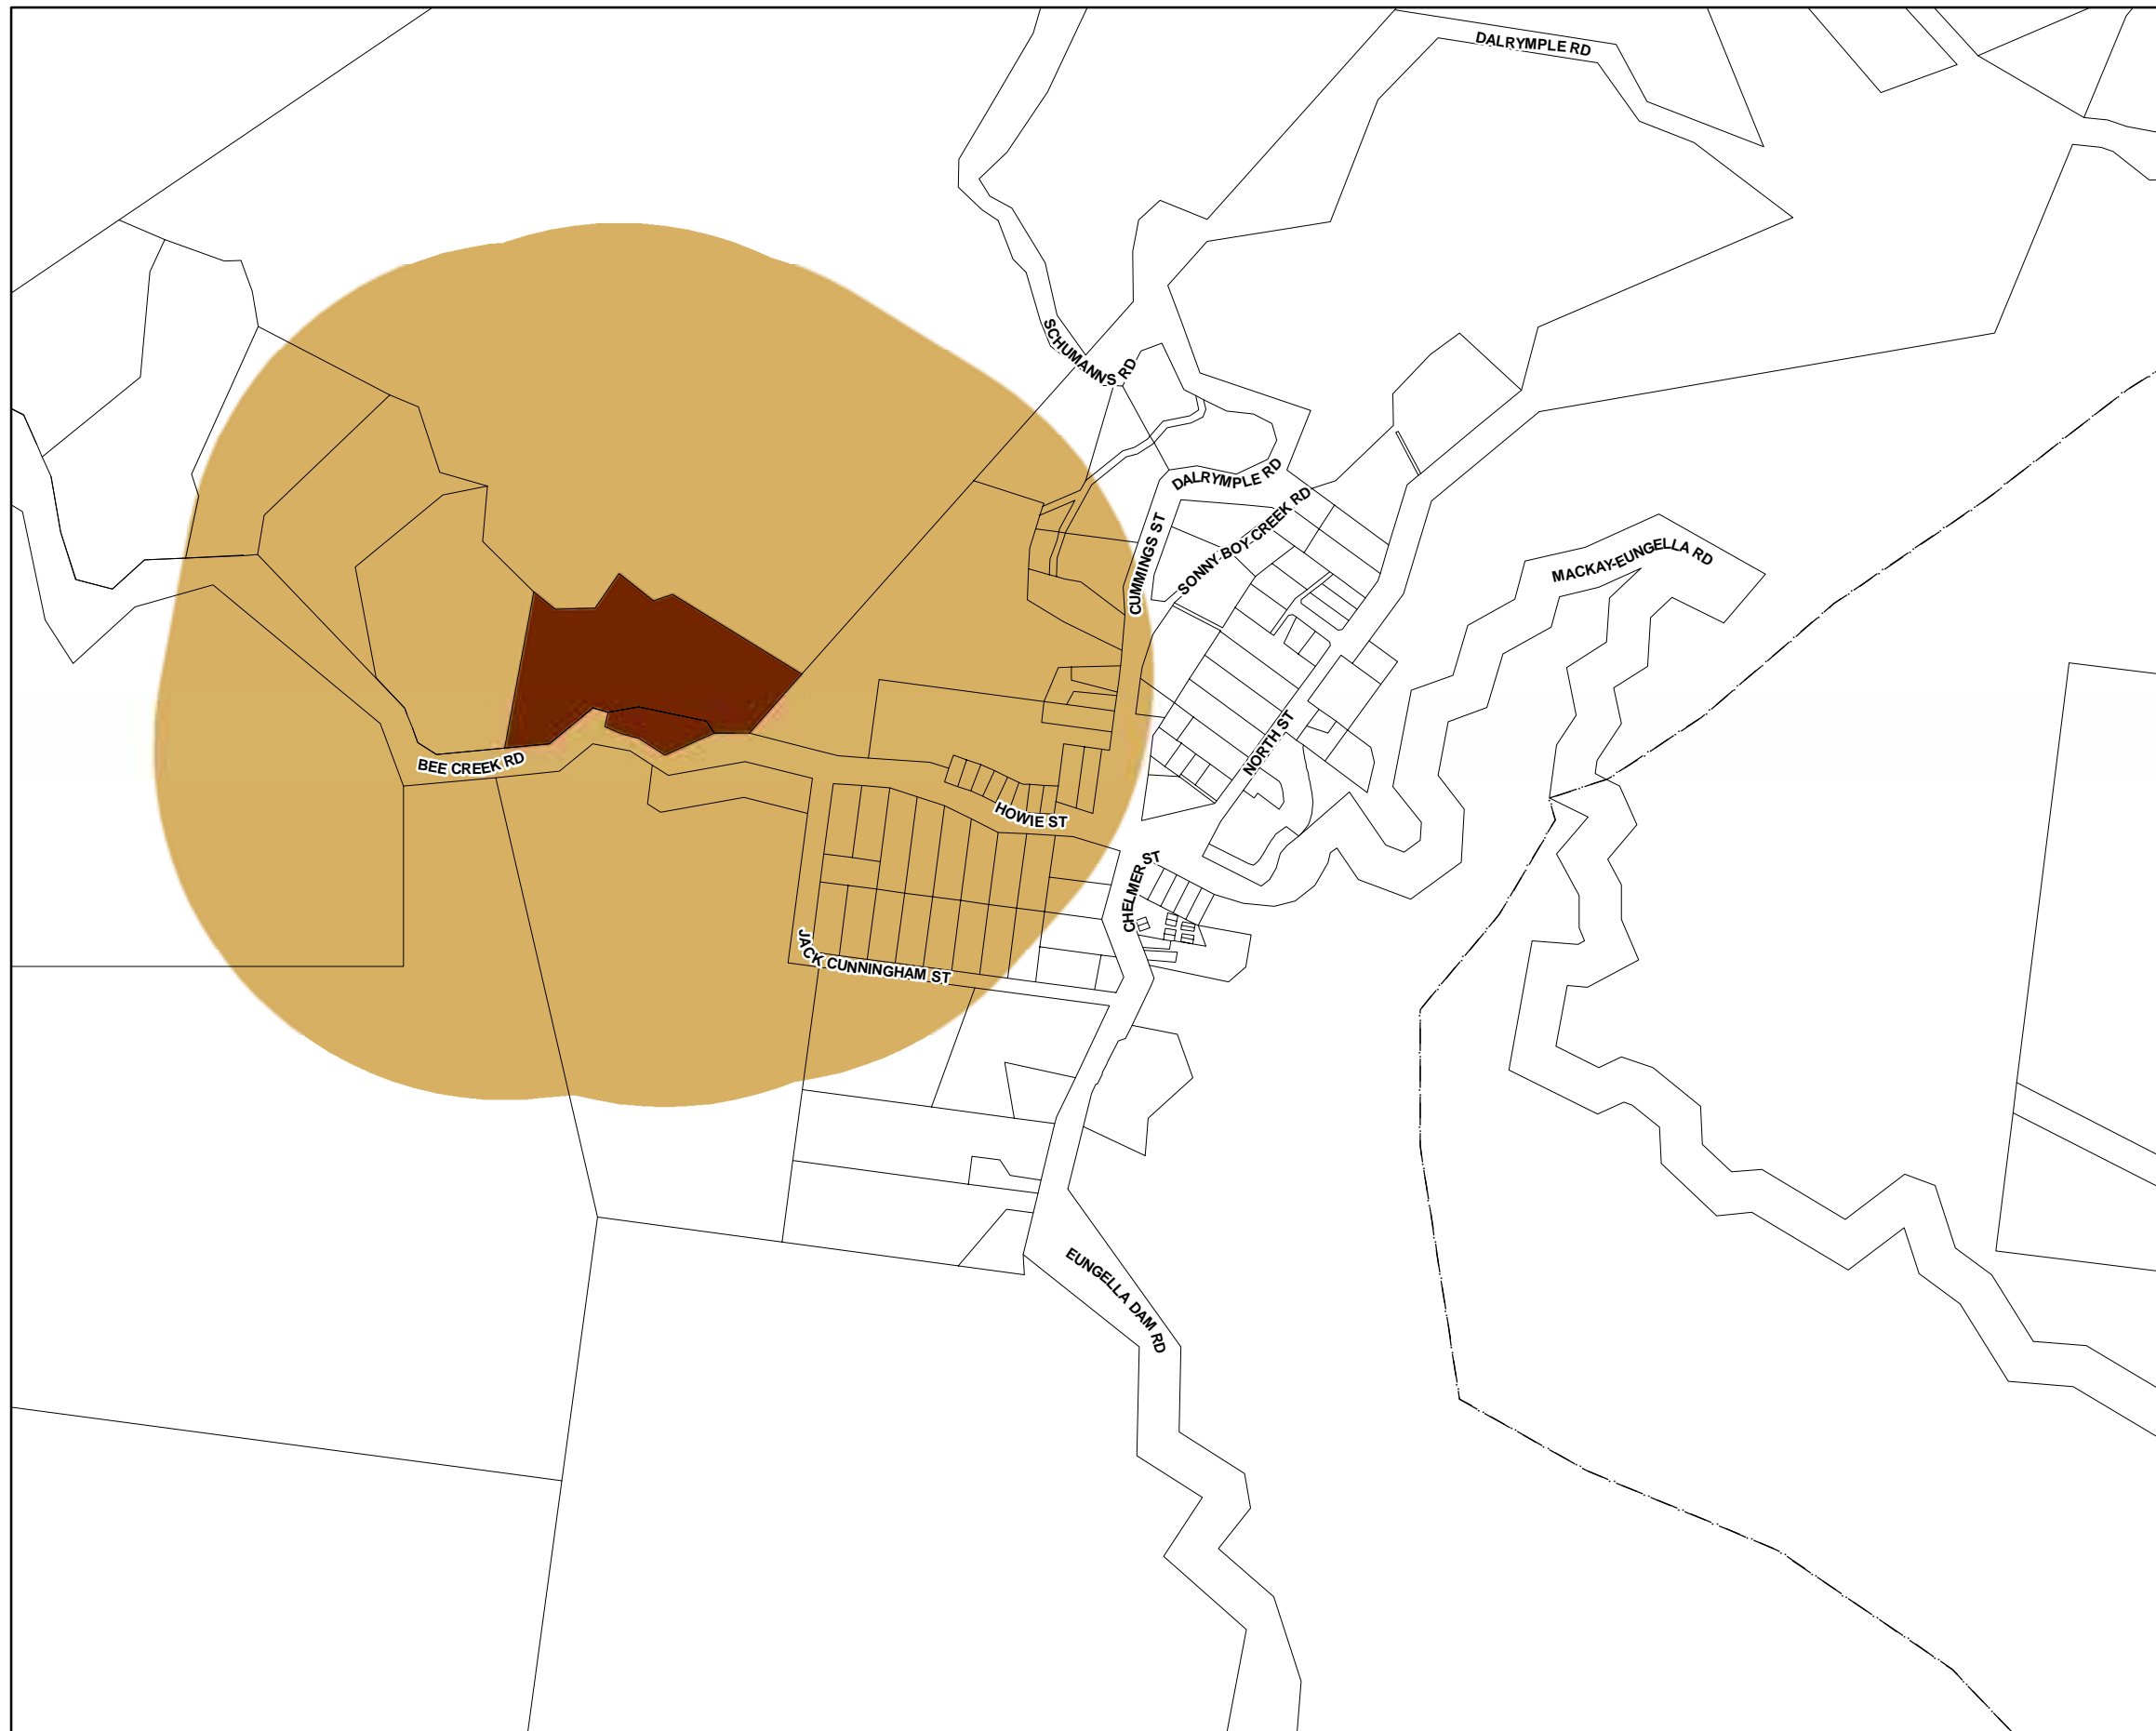 DALRYMPLE RD
SCHUMANNS RD
DALRYMPLE RD
SONNY BOY CREEK RD
CUMMINGS ST
MACKAY-EUNGELLA RD
NORTH ST
BEE CREEK RD
HOWIE ST
CHELMER ST
JACK CUNNINGHAM ST
EUNGELLA DAM RD